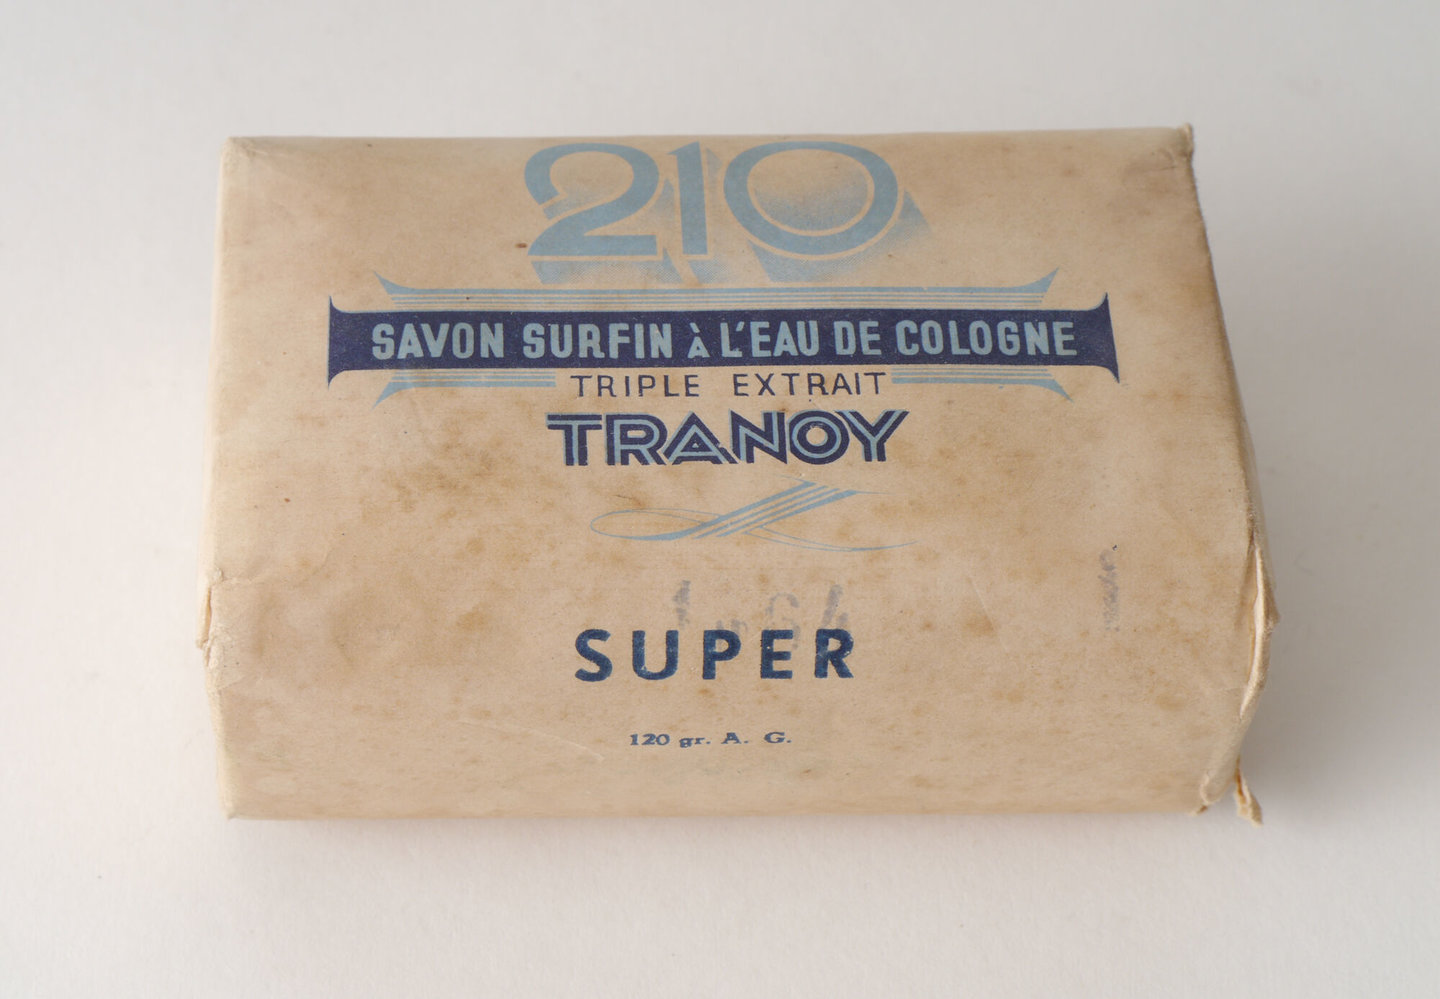 210
SAVON SURFIN À L'EAU DE COLOGNE
TRIPLE EXTRAIT
TRANOY
SUPER
120 gr. A. G.